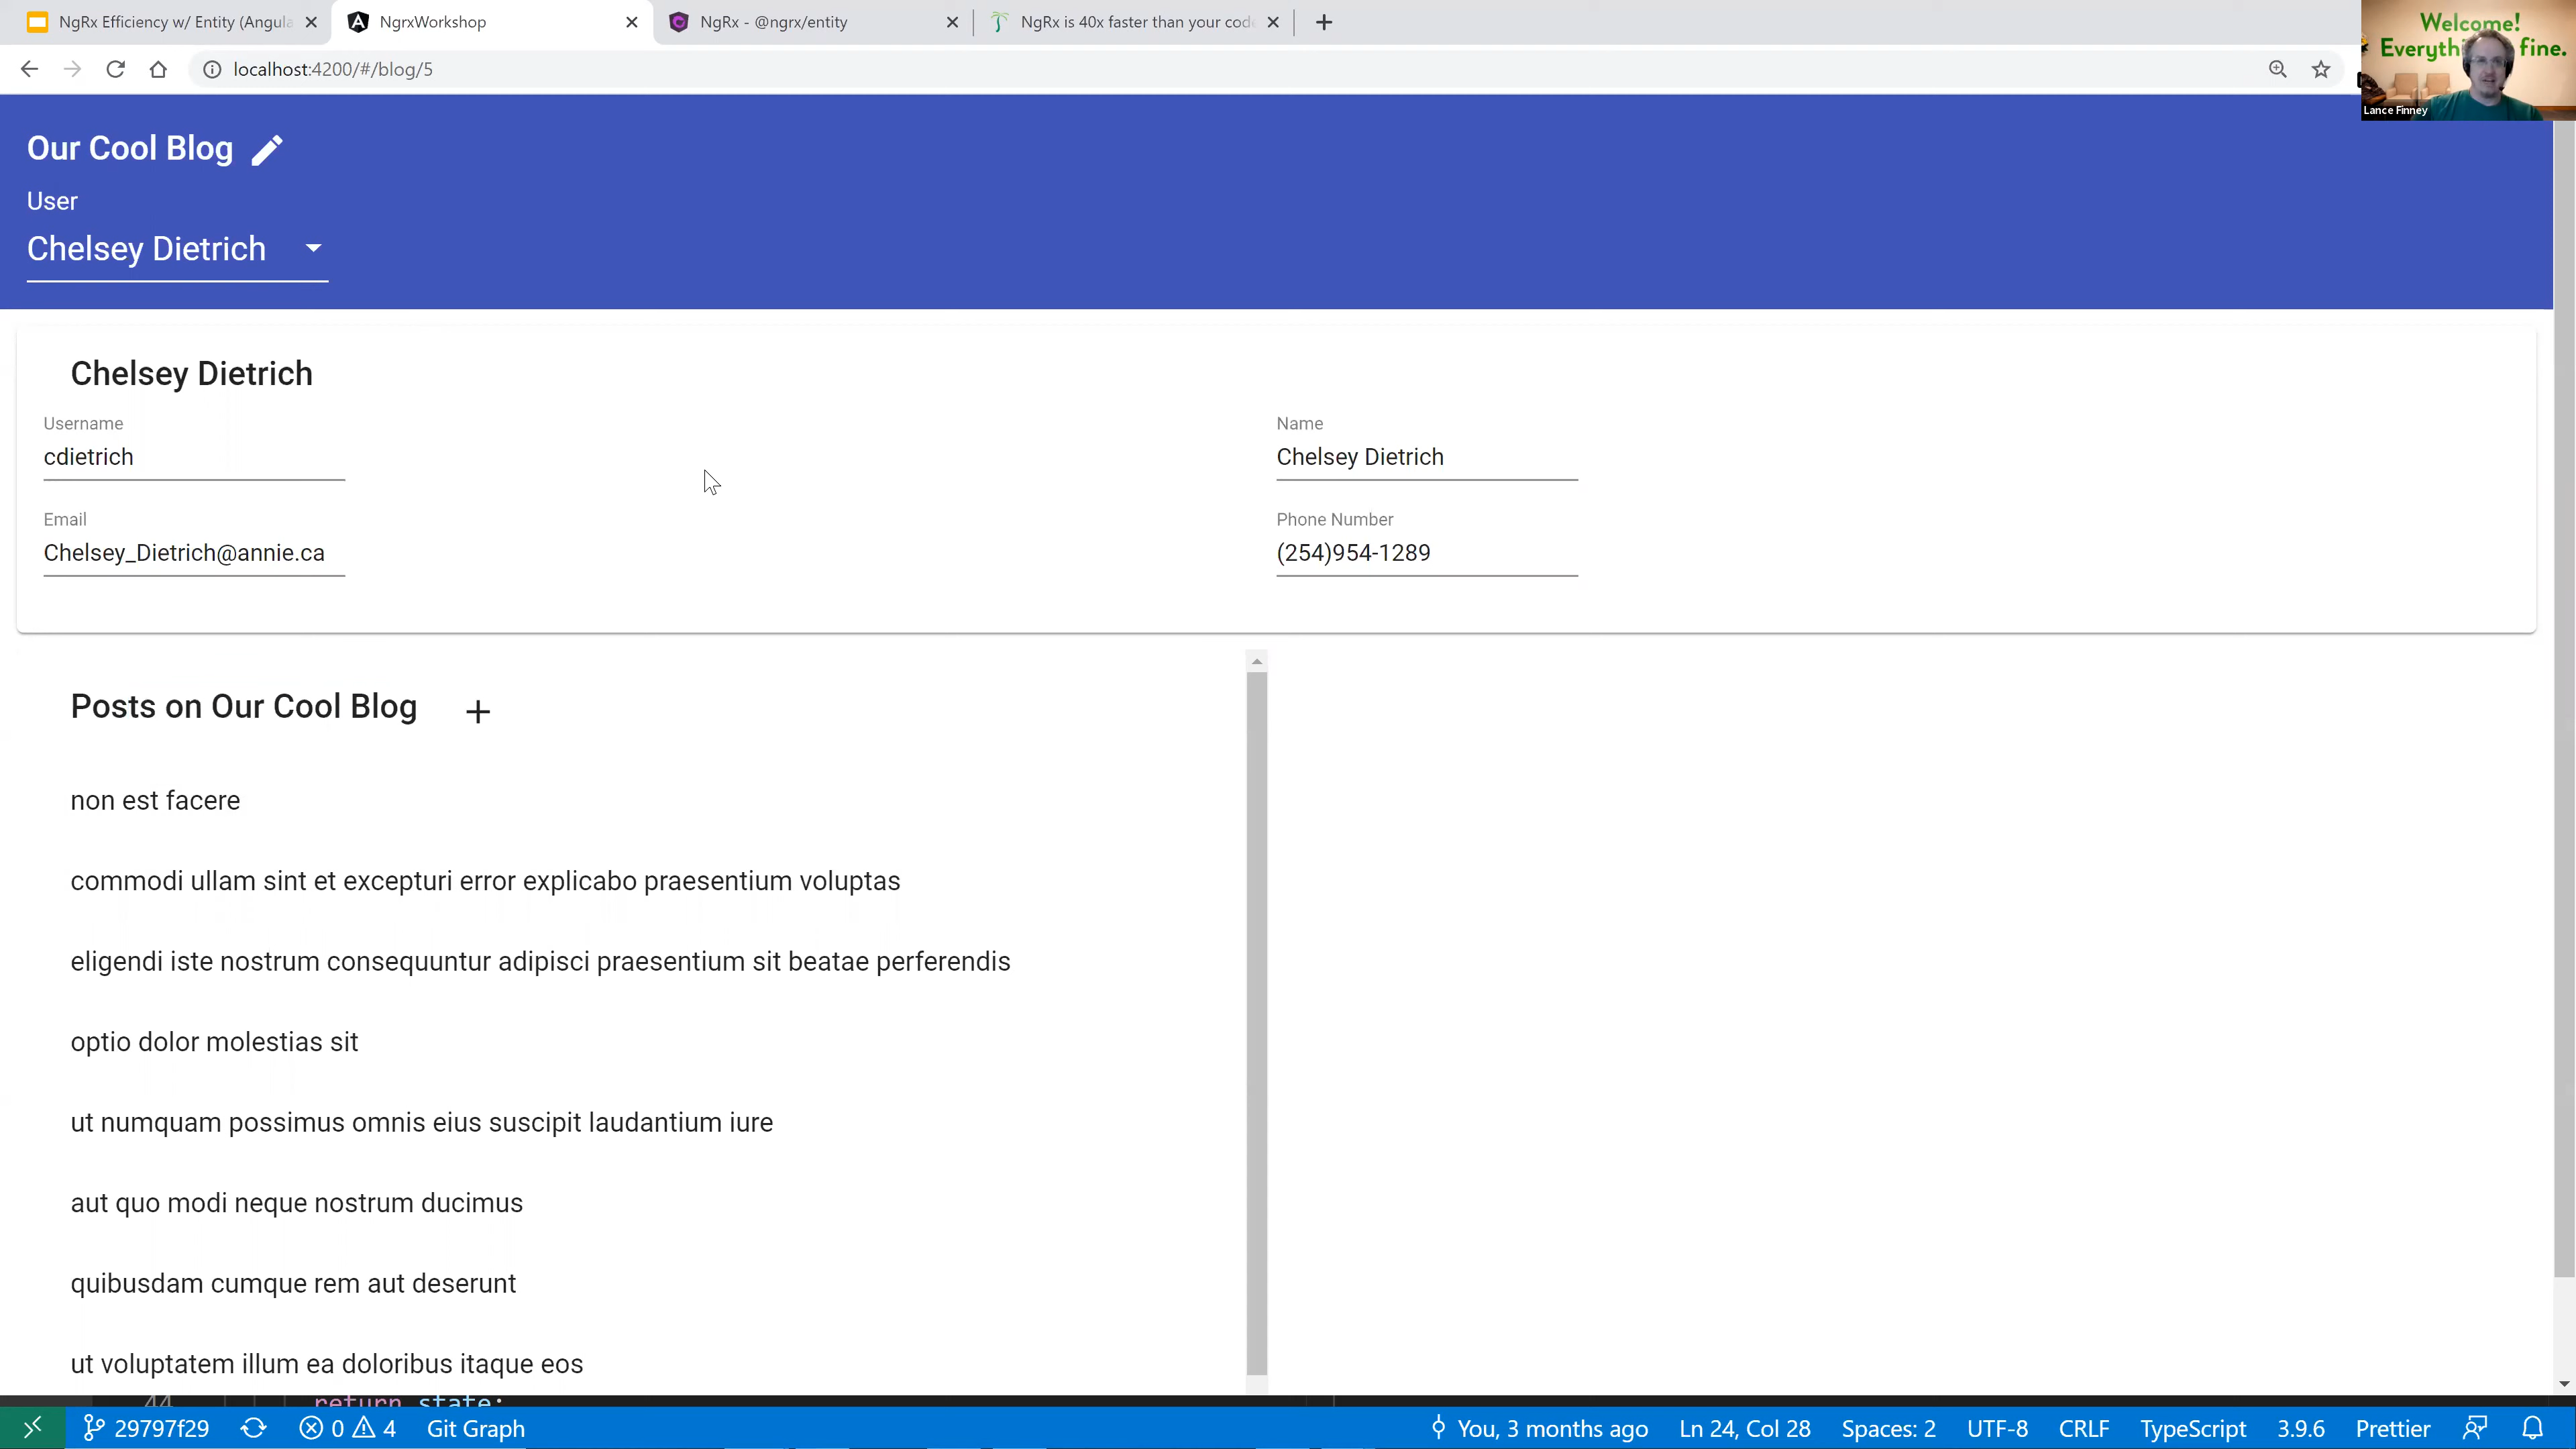 NgRx Efficiency w/ Entity (Angula
NgrxWorkshop
NgRx - @ngrx/entity
NgRx is 40x faster than your code
localhost:4200/#/blog/5
Welcome!
Everything fine.
Lance Finney
Our Cool Blog
User
Chelsey Dietrich
Chelsey Dietrich
Username
cdietrich
Name
Chelsey Dietrich
Email
Chelsey_Dietrich@annie.ca
Phone Number
(254)954-1289
Posts on Our Cool Blog +
non est facere
commodi ullam sint et excepturi error explicabo praesentium voluptas
eligendi iste nostrum consequuntur adipisci praesentium sit beatae perferendis
optio dolor molestias sit
ut numquam possimus omnis eius suscipit laudantium iure
aut quo modi neque nostrum ducimus
quibusdam cumque rem aut deserunt
ut voluptatem illum ea doloribus itaque eos
44 return state;
29797f29 0 4 Git Graph You, 3 months ago Ln 24, Col 28 Spaces: 2 UTF-8 CRLF TypeScript 3.9.6 Prettier